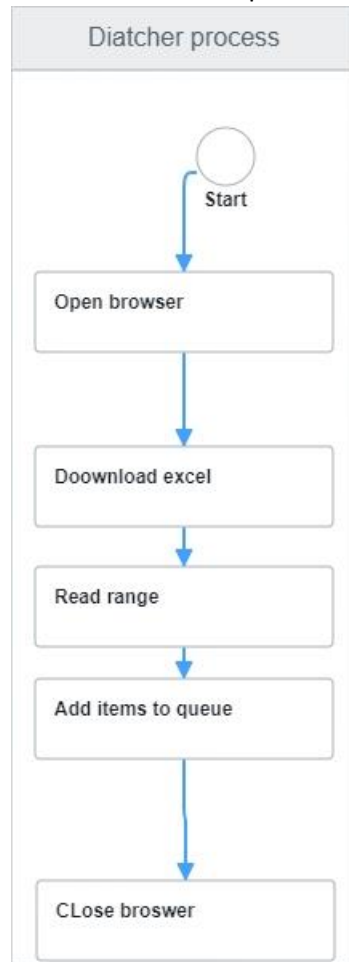 Diatcher process
Start
Open browser
Doownload excel
Read range
Add items to queue
CLose broswer